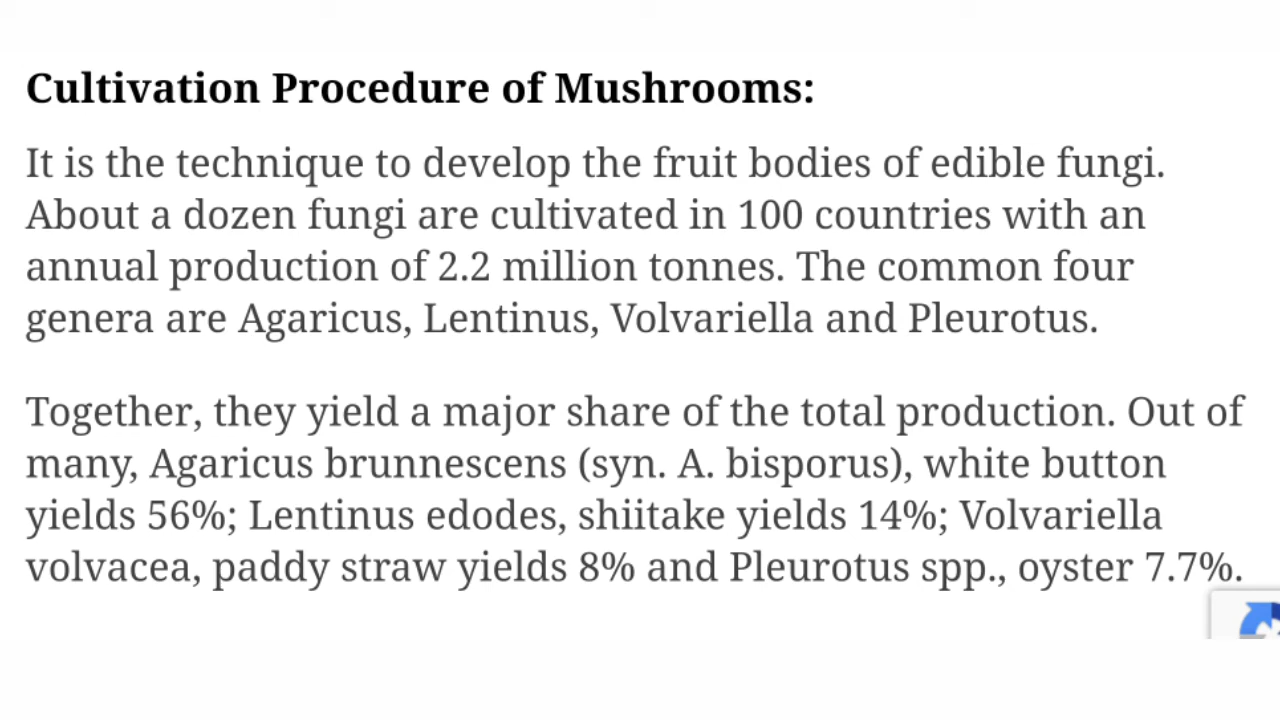 Cultivation Procedure of Mushrooms:
It is the technique to develop the fruit bodies of edible fungi.
About a dozen fungi are cultivated in 100 countries with an
annual production of 2.2 million tonnes. The common four
genera are Agaricus, Lentinus, Volvariella and Pleurotus.
Together, they yield a major share of the total production. Out of
many, Agaricus brunnescens (syn. A. bisporus), white button
yields 56%; Lentinus edodes, shiitake yields 14%; Volvariella
volvacea, paddy straw yields 8% and Pleurotus spp., oyster 7.7%.